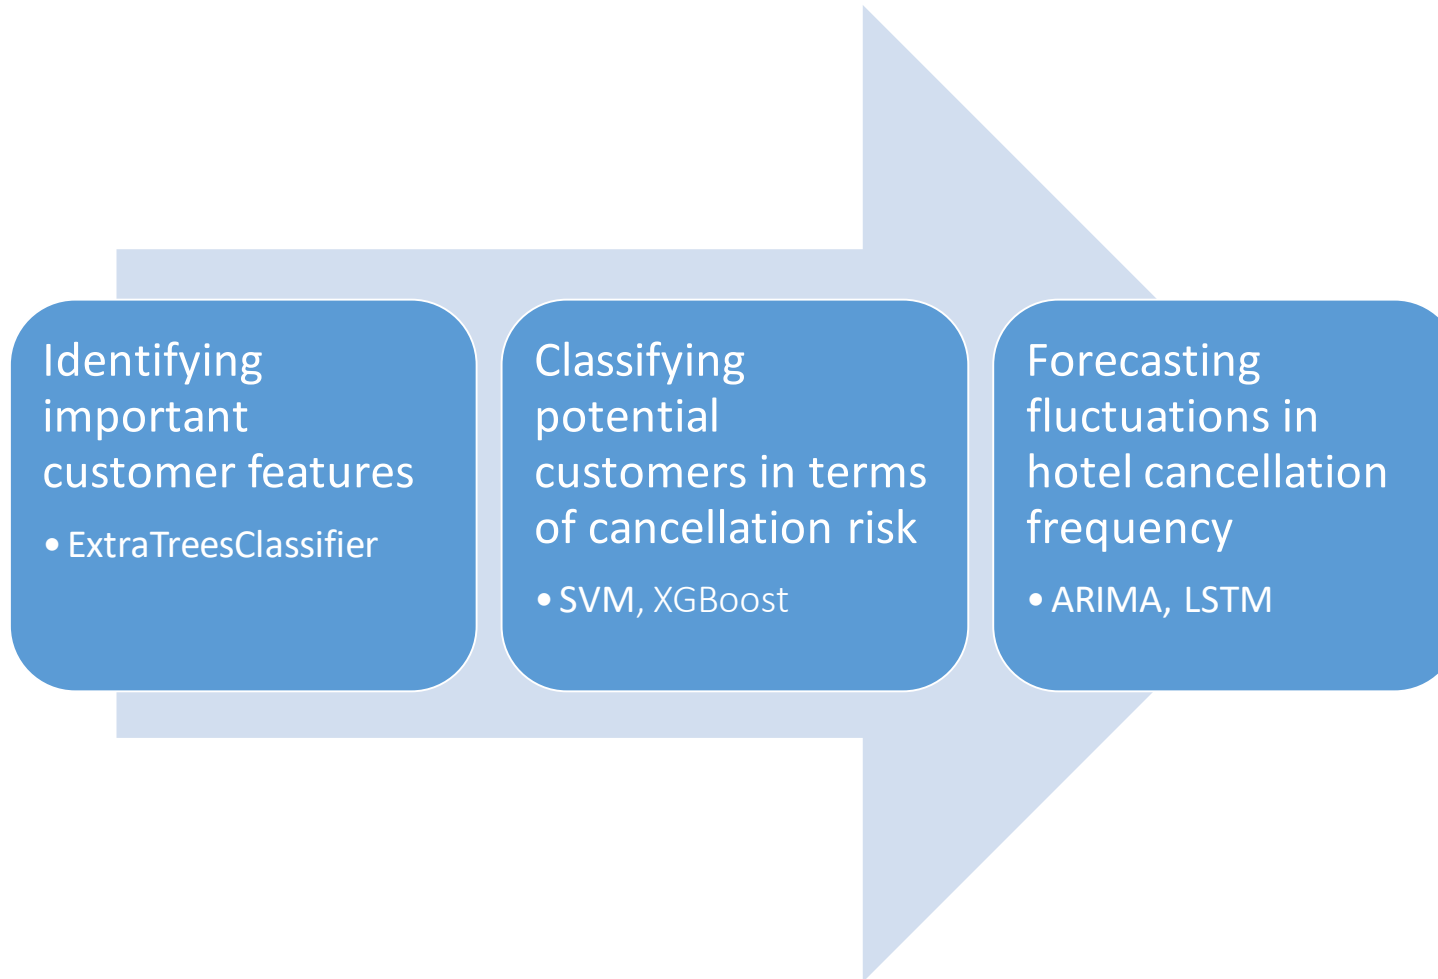 Identifying
important
customer features
• ExtraTreesClassifier
Classifying
potential
customers in terms
of cancellation risk
• SVM, XGBoost
Forecasting
fluctuations in
hotel cancellation
frequency
• ARIMA, LSTM